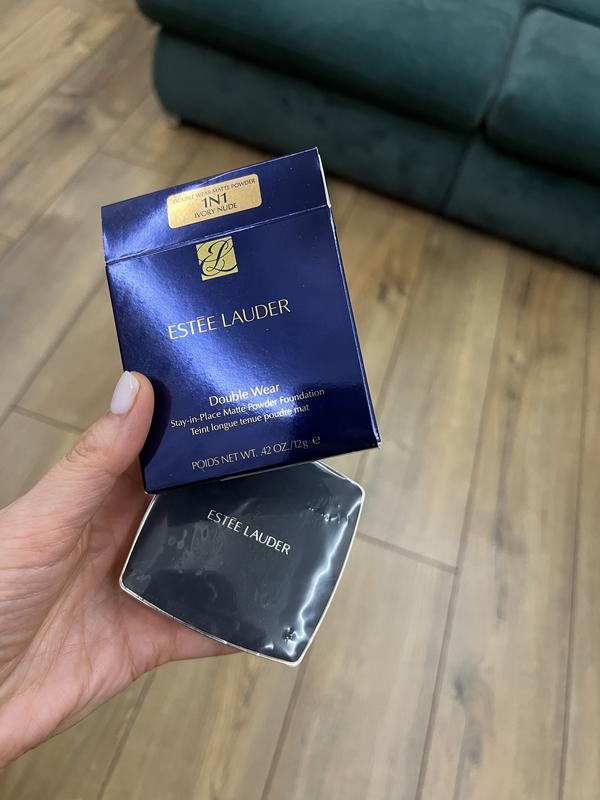 DOUBLE WEAR MATTE POWDER
1N1
IVORY NUDE
ESTĒE LAUDER
Double Wear
Stay-in-Place Matte Powder Foundation
Teint longue tenue poudre mat
POIDS NET WT. .42 OZ./12g ℮
ESTĒE LAUDER